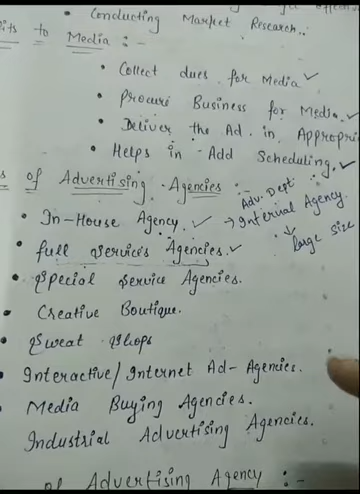 • Conducting Market Research.
to Media :-
• Collect dues for Media ✓
• procure Business for Media. ✓
• Deliver the Ad. in Appropri
• Helps in Add Scheduling. ✓
of Advertising Agencies :-
Adv. Dept
• In-House Agency. ✓ → Internal Agency.
↓
large size
• full Services Agencies. ✓
• Special Service Agencies.
• Creative Boutique.
• Sweat Shops
• Interactive/Internet Ad-Agencies.
• Media Buying Agencies.
Industrial Advertising Agencies.
of Advertising Agency :-